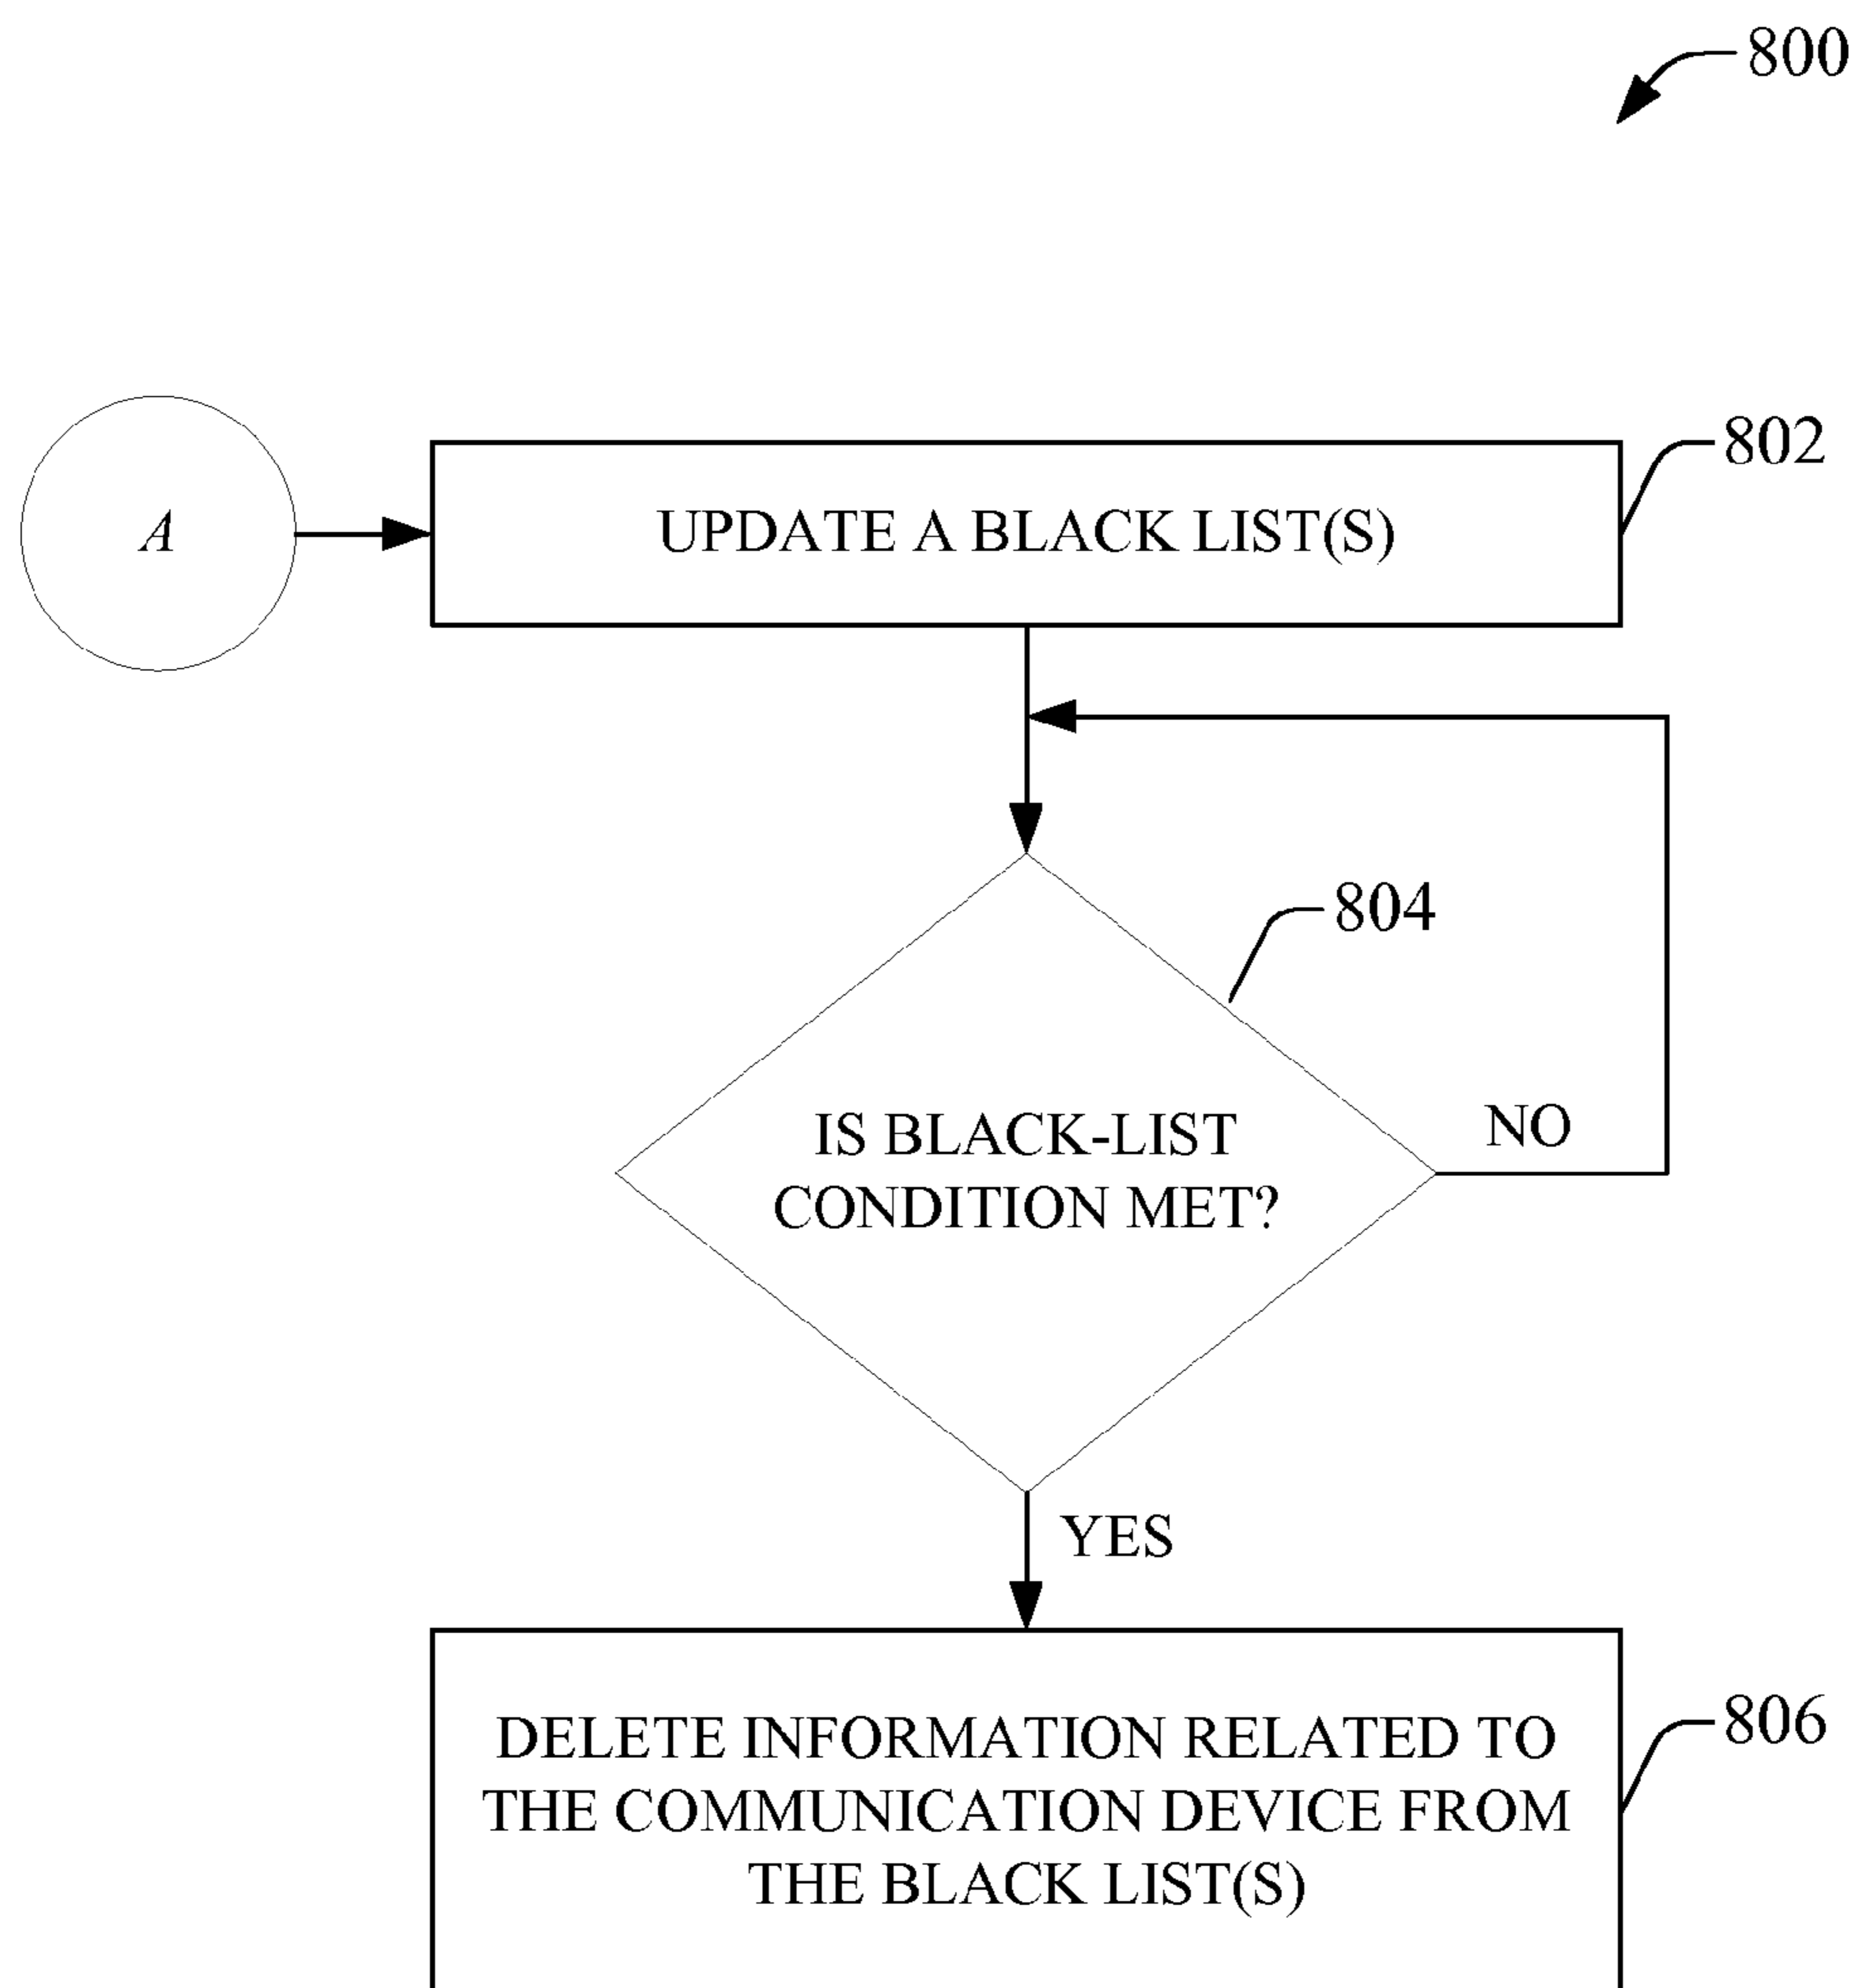 800
802
A
UPDATE A BLACK LIST(S)
804
IS BLACK-LIST
CONDITION MET?
NO
YES
806
DELETE INFORMATION RELATED TO
THE COMMUNICATION DEVICE FROM
THE BLACK LIST(S)